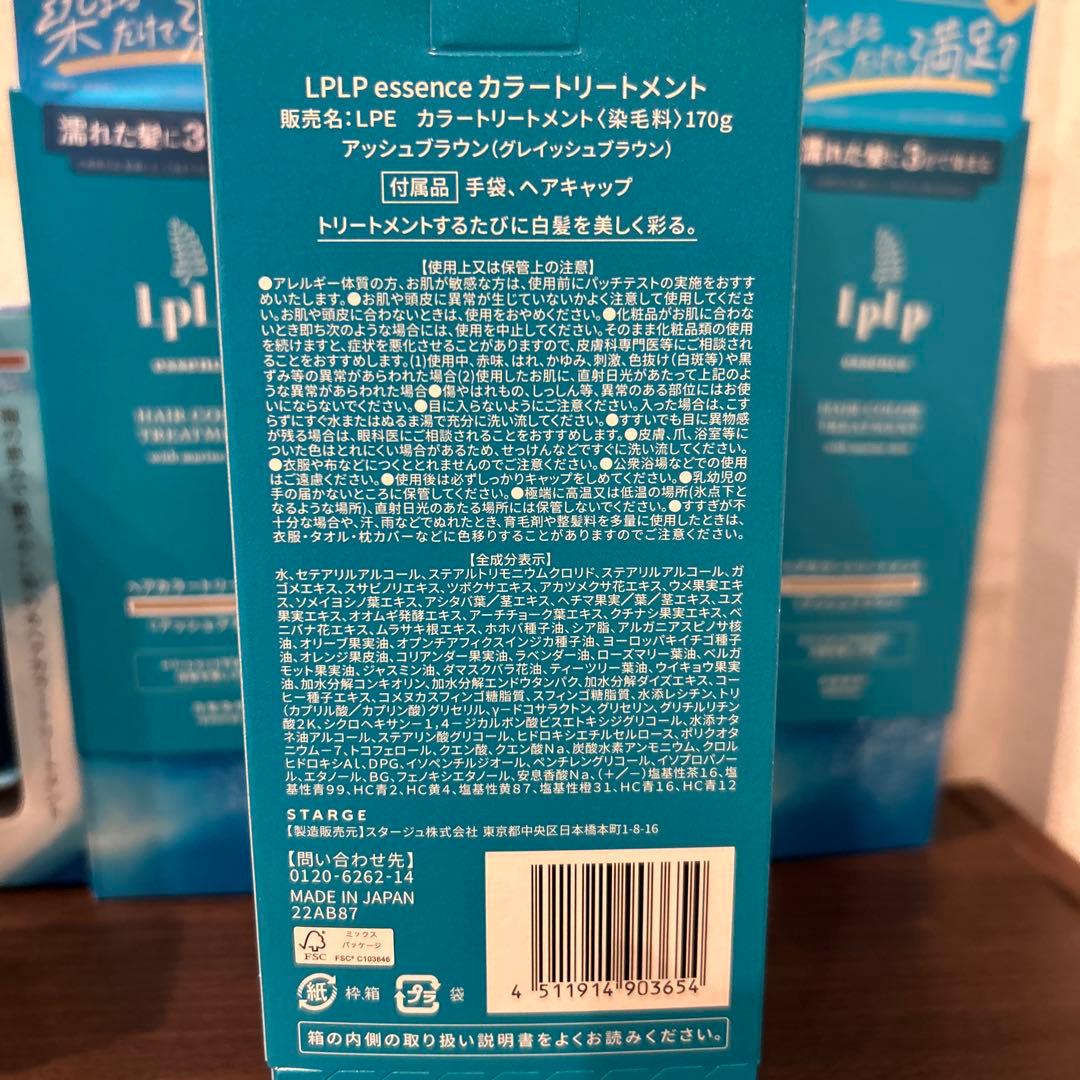 染まる
だけで
濡れた髪に3
Lpl
HAIR COL
TREATM
染まる
だけで
満足?
濡れた髪に3分で染まる
lplp
essence
HAIR COLOR
TREATMENT
LPLP essence カラートリートメント
販売名:LPE カラートリートメント〈染毛料〉170g
アッシュブラウン(グレイッシュブラウン)
付属品 手袋、ヘアキャップ
トリートメントするたびに白髪を美しく彩る。
【使用上又は保管上の注意】
●アレルギー体質の方、お肌が敏感な方は、使用前にパッチテストの実施をおすす
めいたします。●お肌や頭皮に異常が生じていないかよく注意して使用してくださ
い。お肌や頭皮に合わないときは、使用をおやめください。●化粧品がお肌に合わな
いとき即ち次のような場合には、使用を中止してください。そのまま化粧品類の使用
を続けますと、症状を悪化させることがありますので、皮膚科専門医等にご相談され
ることをおすすめします。(1)使用中、赤味、はれ、かゆみ、刺激、色抜け(白斑等)や黒
ずみ等の異常があらわれた場合(2)使用したお肌に、直射日光があたって上記のよ
うな異常があらわれた場合●傷やはれもの、しっしん等、異常のある部位にはお使
いにならないでください。●目に入らないようにご注意ください。入った場合は、こす
らずにすぐ水またはぬるま湯で充分に洗い流してください。●すすいでも目に異物感
が残る場合は、眼科医にご相談されることをおすすめします。●皮膚、爪、浴室等に
ついた色はとれにくい場合があるため、せっけんなどですぐに洗い流してください。
●衣服や布などにつくととれませんのでご注意ください。●公衆浴場などでの使用
はご遠慮ください。●使用後は必ずしっかりキャップをしめてください。●乳幼児の
手の届かないところに保管してください。●極端に高温又は低温の場所(氷点下と
なるような場所)、直射日光のあたる場所には保管しないでください。●すすぎが不
十分な場合や、汗、雨などでぬれたとき、育毛剤や整髪料を多量に使用したときは、
衣服・タオル・枕カバーなどに色移りすることがありますのでご注意ください。
【全成分表示】
水、セテアリルアルコール、ステアルトリモニウムクロリド、ステアリルアルコール、ガ
ゴメエキス、スサビノリエキス、ツボクサエキス、アカツメクサ花エキス、ウメ果実エキ
ス、ソメイヨシノ葉エキス、アシタバ葉/茎エキス、ヘチマ果実/葉/茎エキス、ユズ
果実エキス、オオムギ発酵エキス、アーチチョーク葉エキス、クチナシ果実エキス、ベ
ニバナ花エキス、ムラサキ根エキス、ホホバ種子油、シア脂、アルガニアスピノサ核
油、オリーブ果実油、オプンチアフィクスインジカ種子油、ヨーロッパキイチゴ種子
油、オレンジ果皮油、コリアンダー果実油、ラベンダー油、ローズマリー葉油、ベルガ
モット果実油、ジャスミン油、ダマスクバラ花油、ティーツリー葉油、ウイキョウ果実
油、加水分解コンキオリン、加水分解エンドウタンパク、加水分解ダイズエキス、コー
ヒー種子エキス、コメヌカスフィンゴ糖脂質、スフィンゴ糖脂質、水添レシチン、トリ
(カプリル酸/カプリン酸)グリセリル、γ-ドコサラクトン、グリセリン、グリチルリチン
酸2K、シクロヘキサン-1,4-ジカルボン酸ビスエトキシジグリコール、水添ナタ
ネ油アルコール、ステアリン酸グリコール、ヒドロキシエチルセルロース、ポリクオタ
ニウム-7、トコフェロール、クエン酸、クエン酸Na、炭酸水素アンモニウム、クロル
ヒドロキシAl、DPG、イソペンチルジオール、ペンチレングリコール、イソプロパノー
ル、エタノール、BG、フェノキシエタノール、安息香酸Na、(+/-)塩基性茶16、塩
基性青99、HC青2、HC黄4、塩基性黄87、塩基性橙31、HC青16、HC青12
STARGE
【製造販売元】スタージュ株式会社 東京都中央区日本橋本町1-8-16
【問い合わせ先】
0120-6262-14
MADE IN JAPAN
22AB87
FSC
ミックス
パッケージ
FSC® C103846
紙 枠、箱 プラ 袋
4 511914 903654
箱の内側の取り扱い説明書をよくお読みください。